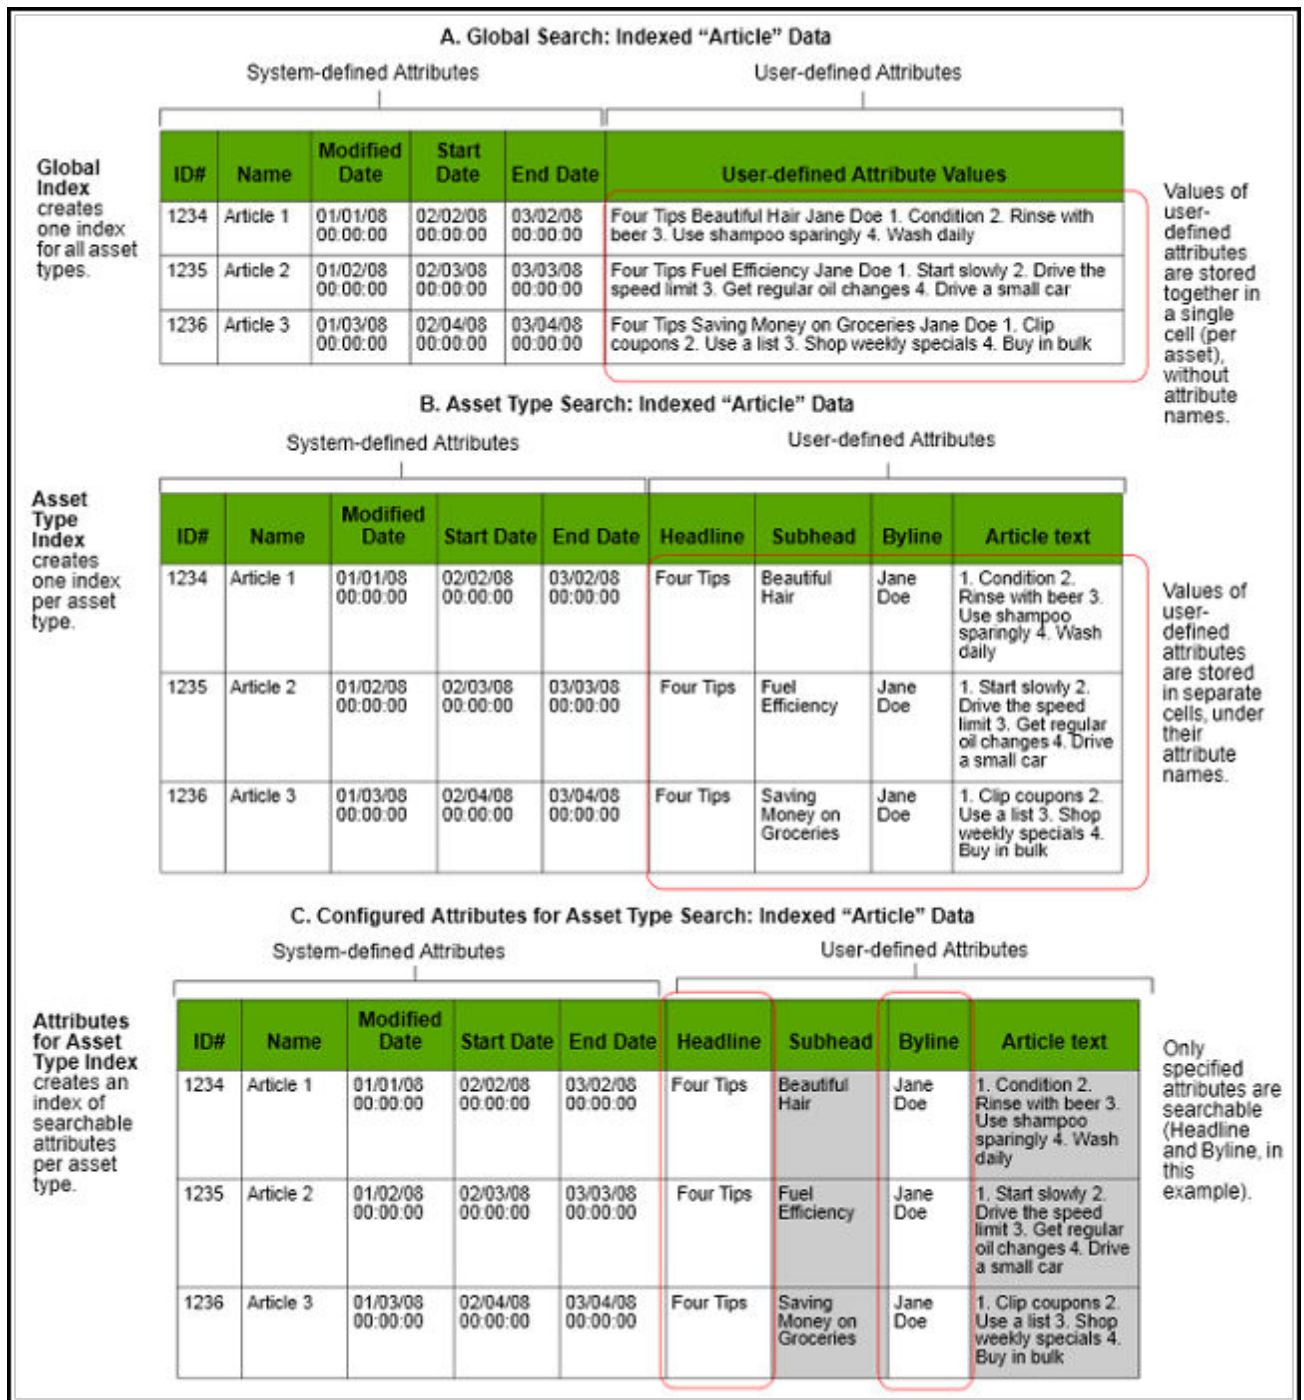 A. Global Search: Indexed “Article” Data
System-defined Attributes
User-defined Attributes
Global
Index
creates
one index
for all asset
types.
ID# Name Modified Date Start Date End Date User-defined Attribute Values
1234 Article 1 01/01/08 02/02/08 03/02/08 Four Tips Beautiful Hair Jane Doe 1. Condition 2. Rinse with
00:00:00 00:00:00 00:00:00 beer 3. Use shampoo sparingly 4. Wash daily
1235 Article 2 01/02/08 02/03/08 03/03/08 Four Tips Fuel Efficiency Jane Doe 1. Start slowly 2. Drive the
00:00:00 00:00:00 00:00:00 speed limit 3. Get regular oil changes 4. Drive a small car
1236 Article 3 01/03/08 02/04/08 03/04/08 Four Tips Saving Money on Groceries Jane Doe 1. Clip
00:00:00 00:00:00 00:00:00 coupons 2. Use a list 3. Shop weekly specials 4. Buy in bulk
Values of
user-
defined
attributes
are stored
together in
a single
cell (per
asset),
without
attribute
names.
B. Asset Type Search: Indexed “Article” Data
System-defined Attributes
User-defined Attributes
Asset
Type
Index
creates
one index
per asset
type.
ID# Name Modified Date Start Date End Date Headline Subhead Byline Article text
1234 Article 1 01/01/08 02/02/08 03/02/08 Four Tips Beautiful Jane 1. Condition 2.
00:00:00 00:00:00 00:00:00 Hair Doe Rinse with beer 3.
Use shampoo
sparingly 4. Wash
daily
1235 Article 2 01/02/08 02/03/08 03/03/08 Four Tips Fuel Jane 1. Start slowly 2.
00:00:00 00:00:00 00:00:00 Efficiency Doe Drive the speed
limit 3. Get regular
oil changes 4. Drive
a small car
1236 Article 3 01/03/08 02/04/08 03/04/08 Four Tips Saving Jane 1. Clip coupons 2.
00:00:00 00:00:00 00:00:00 Money on Doe Use a list 3. Shop
Groceries weekly specials 4.
Buy in bulk
Values of
user-
defined
attributes
are stored
in separate
cells, under
their
attribute
names.
C. Configured Attributes for Asset Type Search: Indexed “Article” Data
System-defined Attributes
User-defined Attributes
Attributes
for Asset
Type Index
creates an
index of
searchable
attributes
per asset
type.
ID# Name Modified Date Start Date End Date Headline Subhead Byline Article text
1234 Article 1 01/01/08 02/02/08 03/02/08 Four Tips Beautiful Jane 1. Condition 2.
00:00:00 00:00:00 00:00:00 Hair Doe Rinse with beer 3.
Use shampoo
sparingly 4. Wash
daily
1235 Article 2 01/02/08 02/03/08 03/03/08 Four Tips Fuel Jane 1. Start slowly 2.
00:00:00 00:00:00 00:00:00 Efficiency Doe Drive the speed
limit 3. Get regular
oil changes 4. Drive
a small car
1236 Article 3 01/03/08 02/04/08 03/04/08 Four Tips Saving Jane 1. Clip coupons 2.
00:00:00 00:00:00 00:00:00 Money on Doe Use a list 3. Shop
Groceries weekly specials 4.
Buy in bulk
Only
specified
attributes are
searchable
(Headline
and Byline, in
this
example).